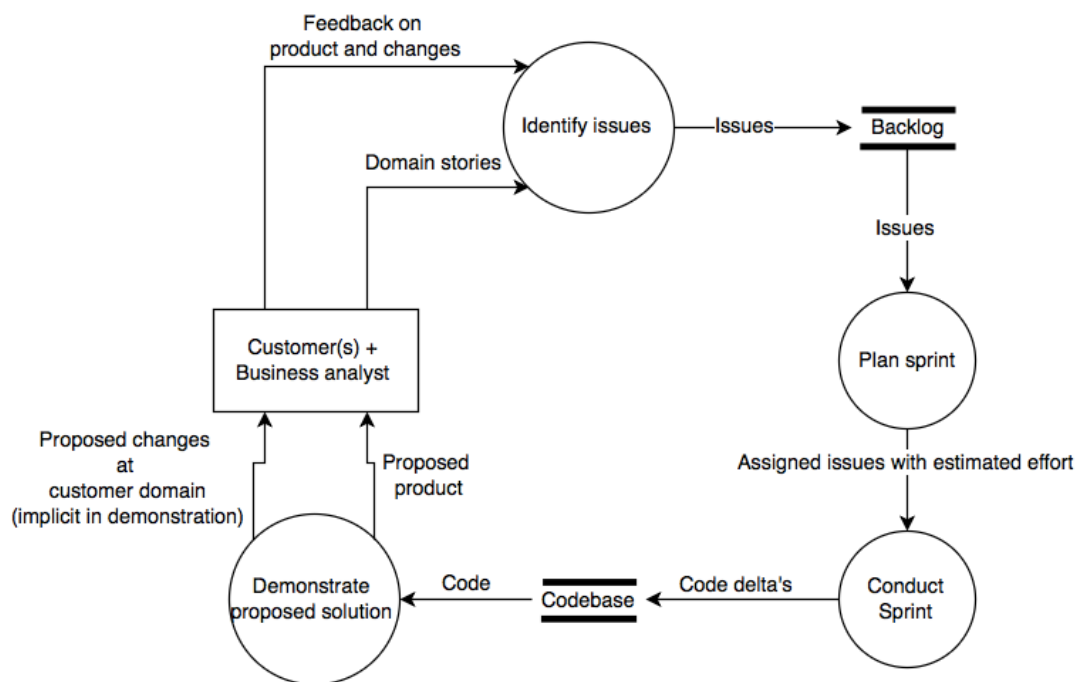 Feedback on
product and changes
Identify issues
Issues
Backlog
Domain stories
Issues
Customer(s) +
Business analyst
Plan sprint
Proposed changes
at
customer domain
(implicit in demonstration)
Proposed
product
Assigned issues with estimated effort
Demonstrate
proposed solution
Code
Codebase
Code delta's
Conduct
Sprint